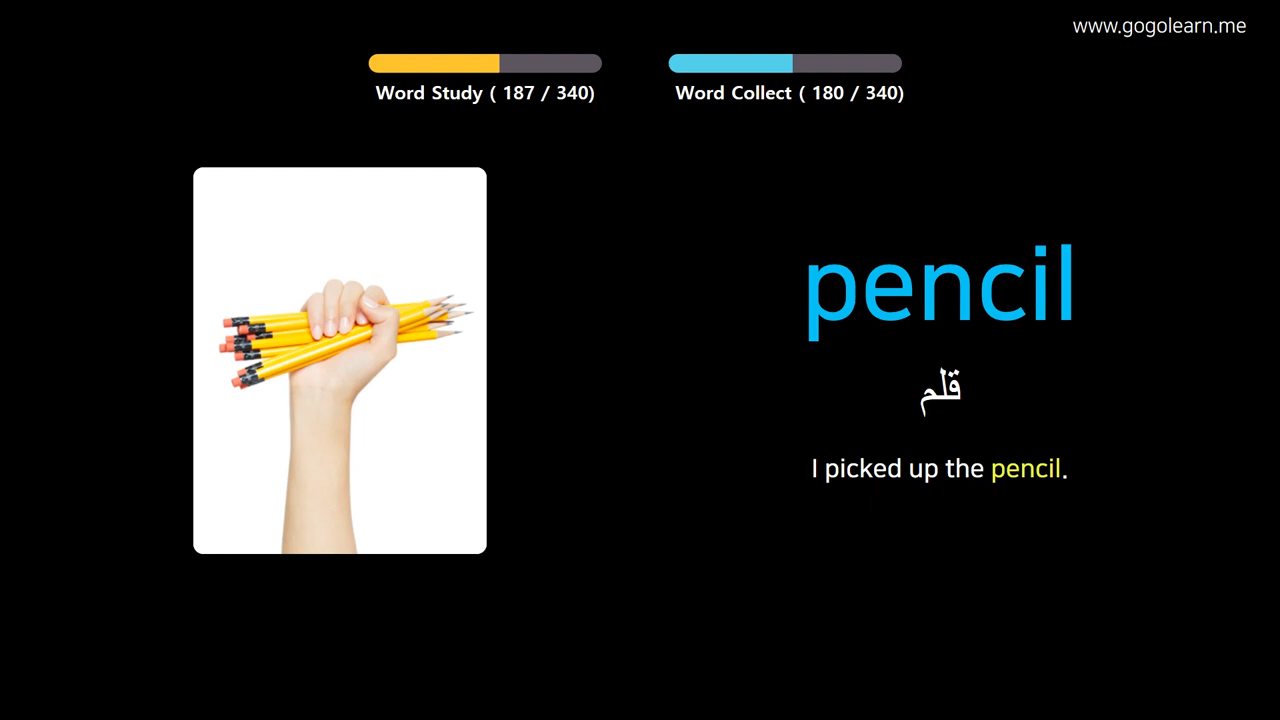 www.gogolearn.me
Word Study ( 187 / 340)
Word Collect ( 180 / 340)
pencil
قلم
I picked up the pencil.